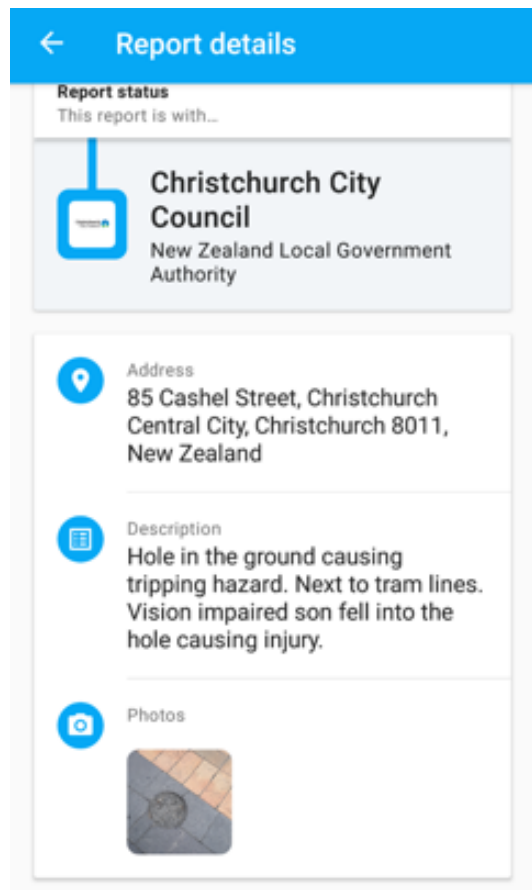 Report details
Report status
This report is with…
Christchurch City
Council
New Zealand Local Government
Authority
Address
85 Cashel Street, Christchurch
Central City, Christchurch 8011,
New Zealand
Description
Hole in the ground causing
tripping hazard. Next to tram lines.
Vision impaired son fell into the
hole causing injury.
Photos